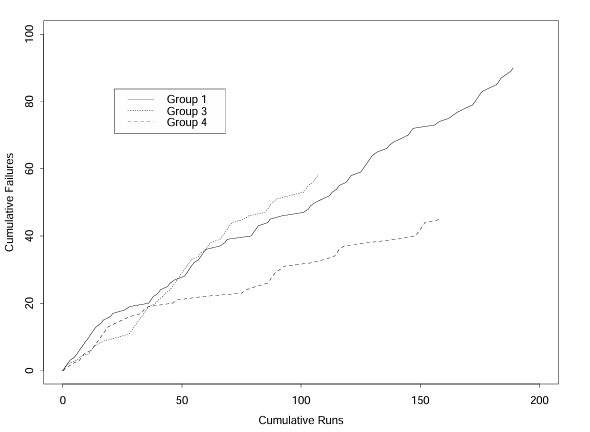 100
80
60
40
20
0
Cumulative Failures
Group 1
Group 3
Group 4
0 50 100 150 200
Cumulative Runs